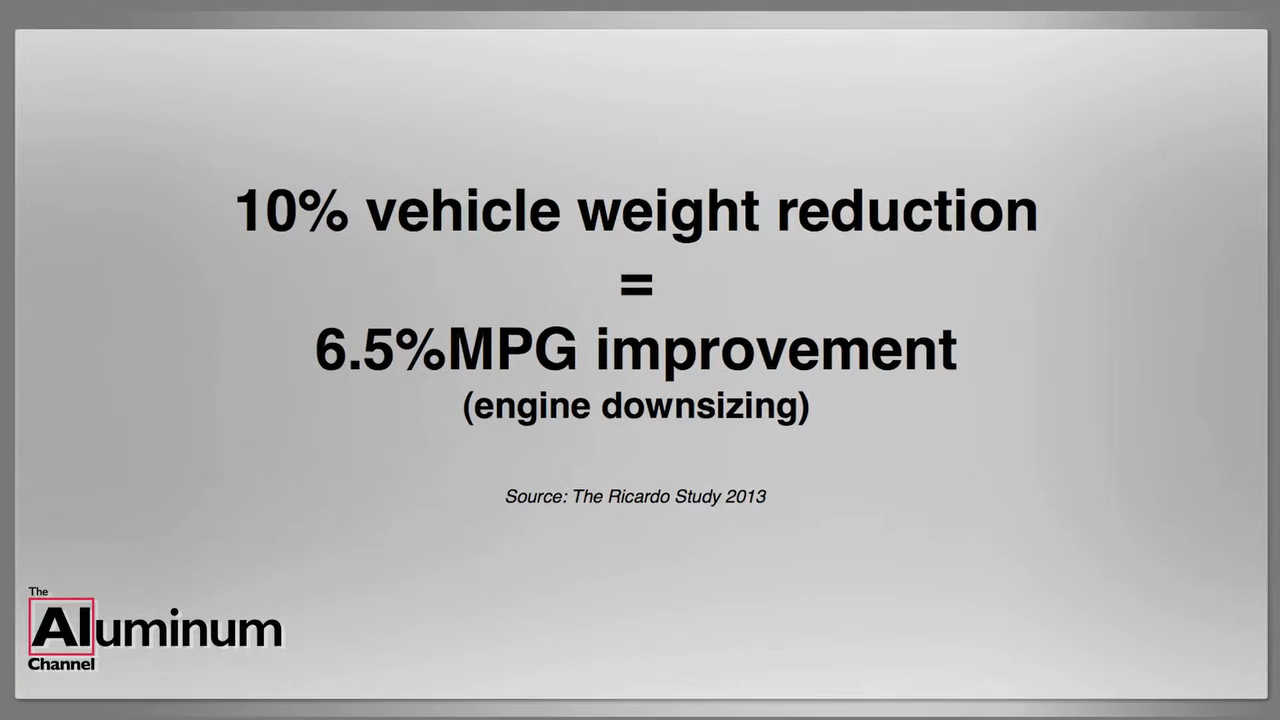 10% vehicle weight reduction
=
6.5%MPG improvement
(engine downsizing)
Source: The Ricardo Study 2013
The
Aluminum
Channel